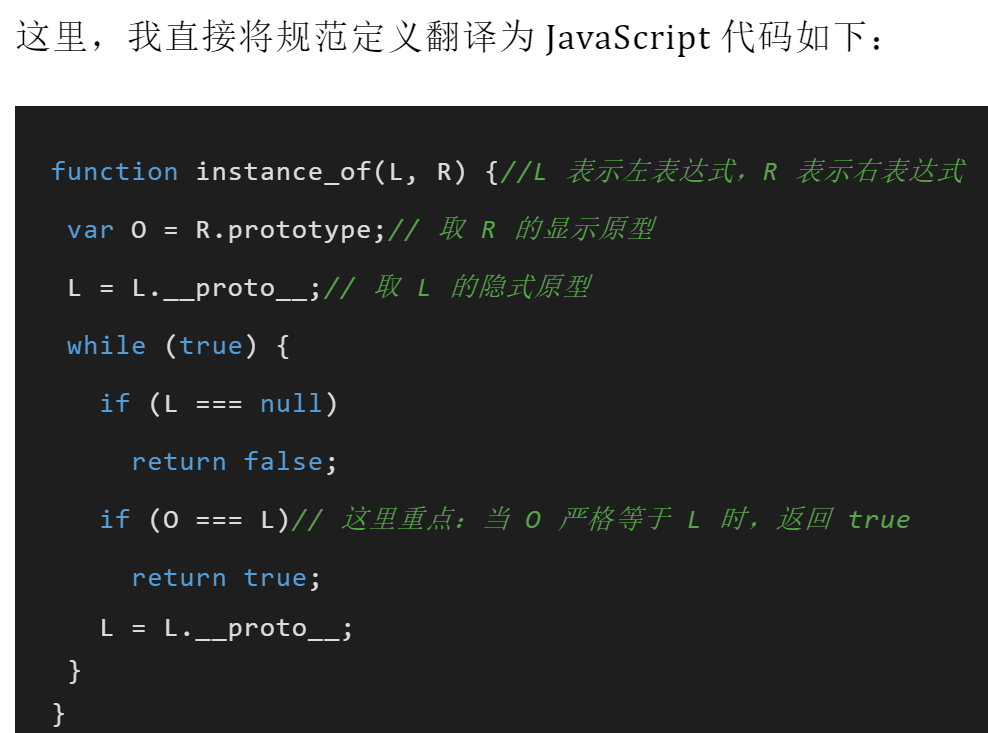 这里，我直接将规范定义翻译为 JavaScript 代码如下：
function instance_of(L, R) {//L 表示左表达式，R 表示右表达式
var O = R.prototype;// 取 R 的显示原型
L = L.__proto__;// 取 L 的隐式原型
while (true) {
if (L === null)
return false;
if (O === L)// 这里重点：当 O 严格等于 L 时，返回 true
return true;
L = L.__proto__;
}
}